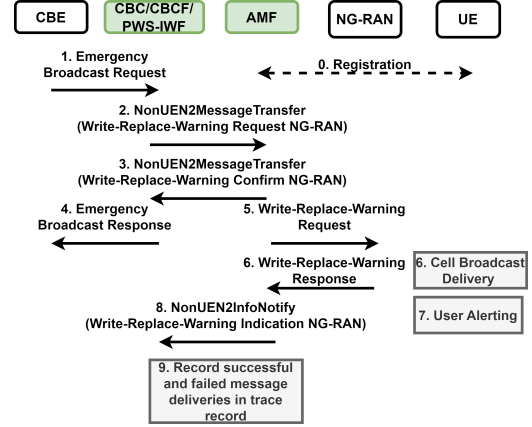 CBE
CBC/CBCF/
PWS-IWF
AMF
NG-RAN
UE
1. Emergency
Broadcast Request
0. Registration
2. NonUEN2MessageTransfer
(Write-Replace-Warning Request NG-RAN)
3. NonUEN2MessageTransfer
(Write-Replace-Warning Confirm NG-RAN)
4. Emergency
Broadcast Response
5. Write-Replace-Warning
Request
6. Write-Replace-Warning
Response
6. Cell Broadcast
Delivery
7. User Alerting
8. NonUEN2InfoNotify
(Write-Replace-Warning Indication NG-RAN)
9. Record successful
and failed message
deliveries in trace
record